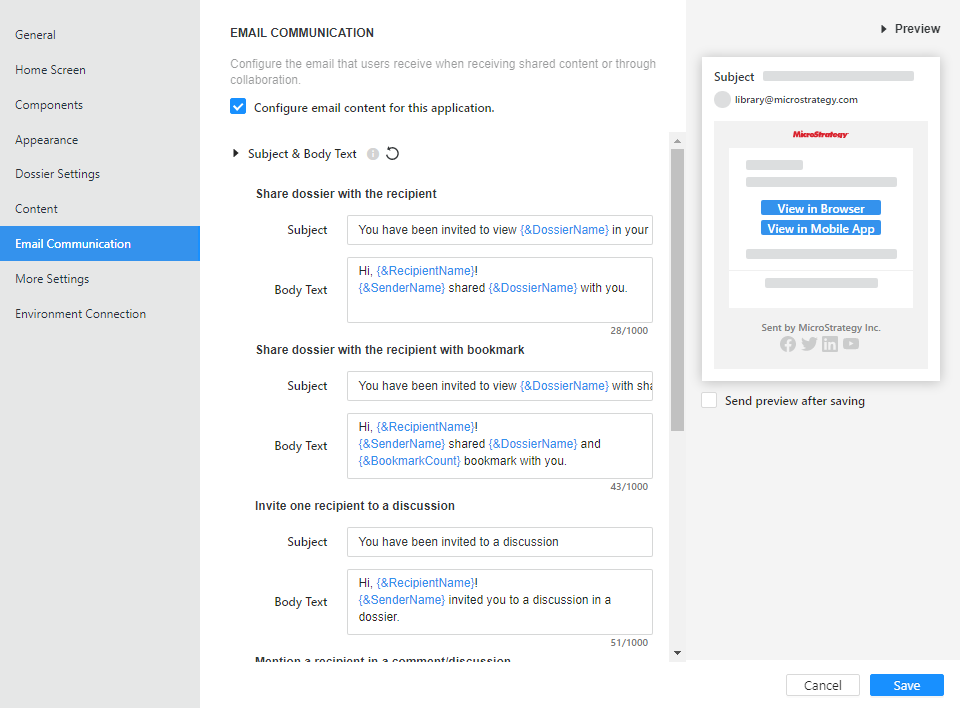 General
Home Screen
Components
Appearance
Dossier Settings
Content
Email Communication
More Settings
Environment Connection
EMAIL COMMUNICATION
Configure the email that users receive when receiving shared content or through
collaboration.
Configure email content for this application.
Subject & Body Text
Share dossier with the recipient
Subject
You have been invited to view {&DossierName} in your
Body Text
Hi, {&RecipientName}!
{&SenderName} shared {&DossierName} with you.
28/1000
Share dossier with the recipient with bookmark
Subject
You have been invited to view {&DossierName} with sha
Body Text
Hi, {&RecipientName}!
{&SenderName} shared {&DossierName} and
{&BookmarkCount} bookmark with you.
43/1000
Invite one recipient to a discussion
Subject
You have been invited to a discussion
Body Text
Hi, {&RecipientName}!
{&SenderName} invited you to a discussion in a
dossier.
51/1000
Mention a recipient in a comment/discussion
Preview
Subject
library@microstrategy.com
MicroStrategy
View in Browser
View in Mobile App
Sent by MicroStrategy Inc.
Send preview after saving
Cancel
Save